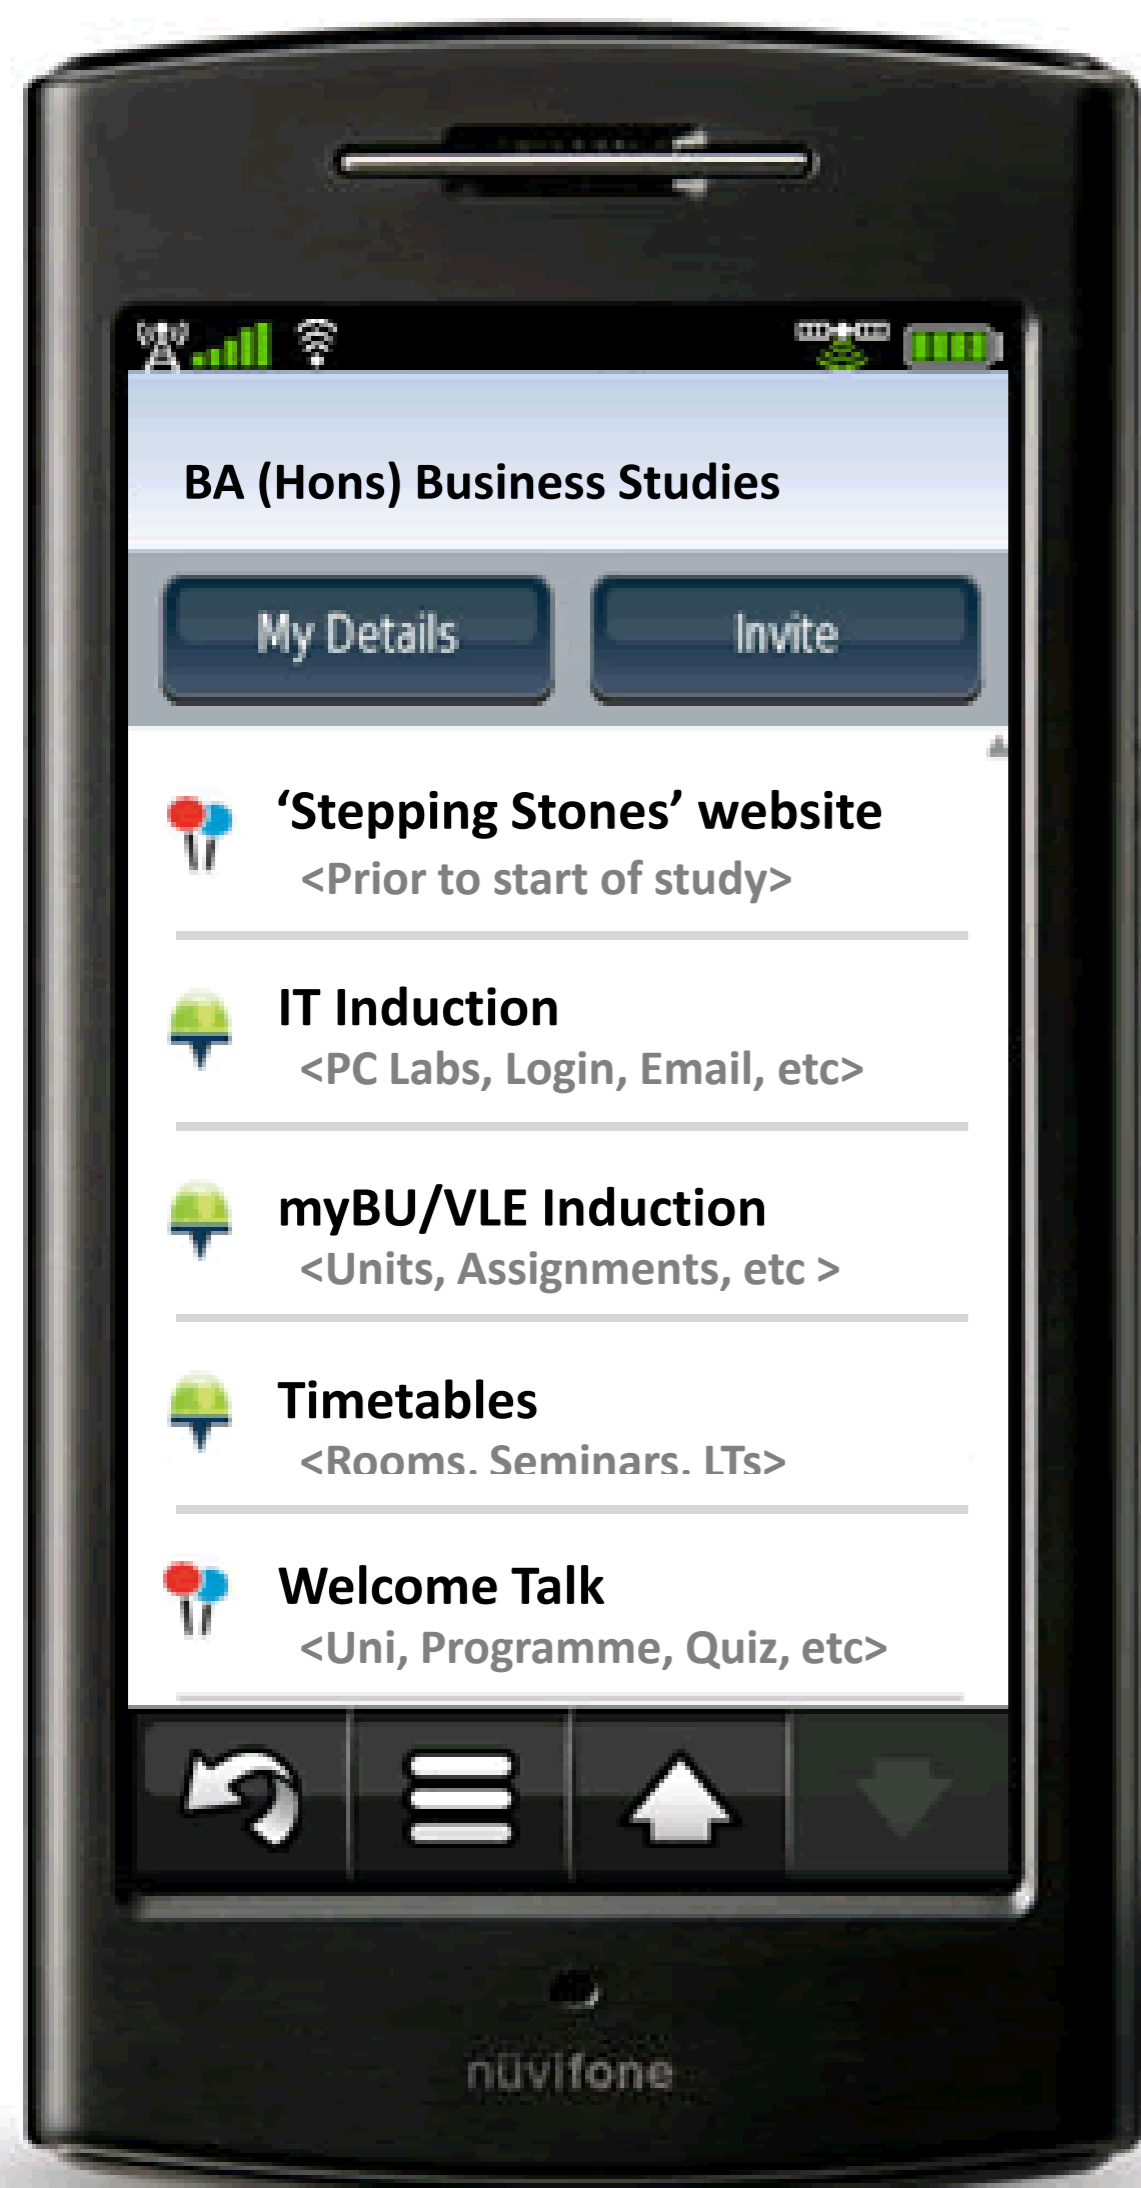 BA (Hons) Business Studies
My Details Invite
‘Stepping Stones’ website
<Prior to start of study>
IT Induction
<PC Labs, Login, Email, etc>
myBU/VLE Induction
<Units, Assignments, etc >
Timetables
<Rooms, Seminars, LTs>
Welcome Talk
<Uni, Programme, Quiz, etc>
nüvifone